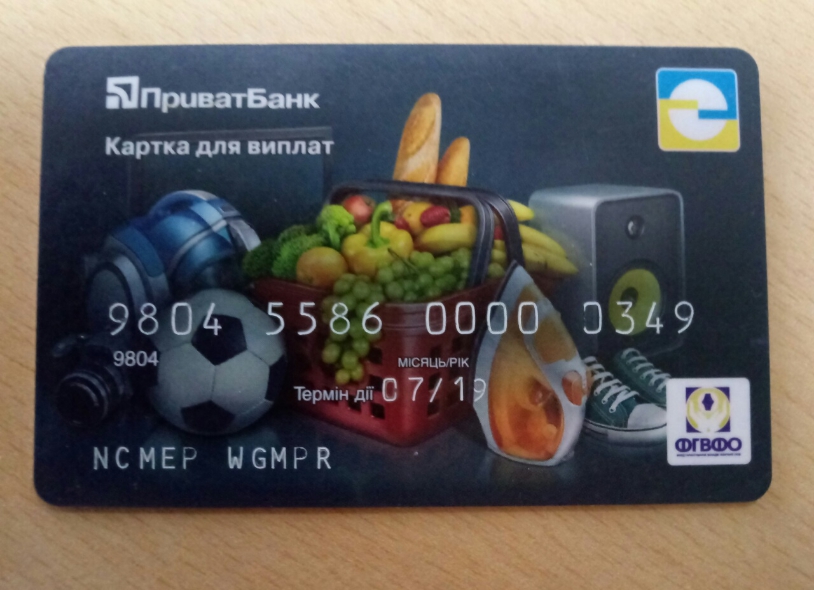 ПриватБанк
Картка для виплат
9804 5586 0000 0349
9804
МІСЯЦЬ/РІК
Термін дії 07/19
NCMEP WGMPR
ФГВФО